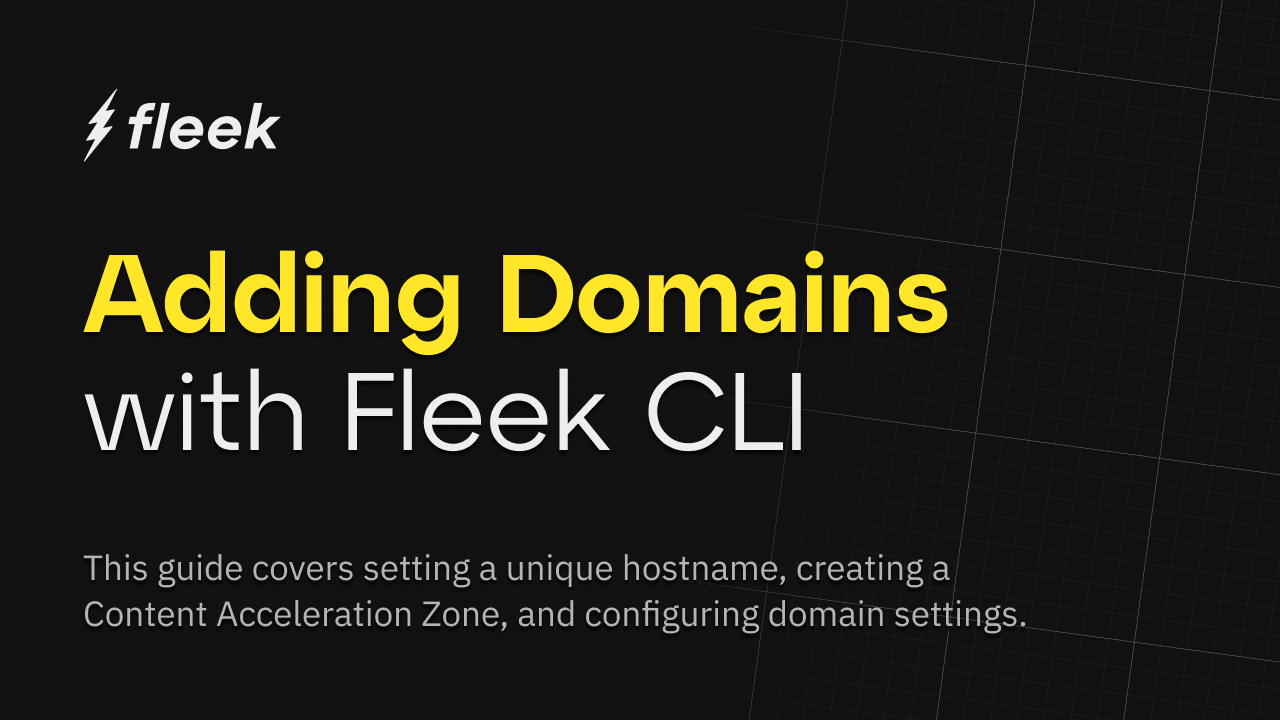 fleek
Adding Domains
with Fleek CLI
This guide covers setting a unique hostname, creating a
Content Acceleration Zone, and configuring domain settings.